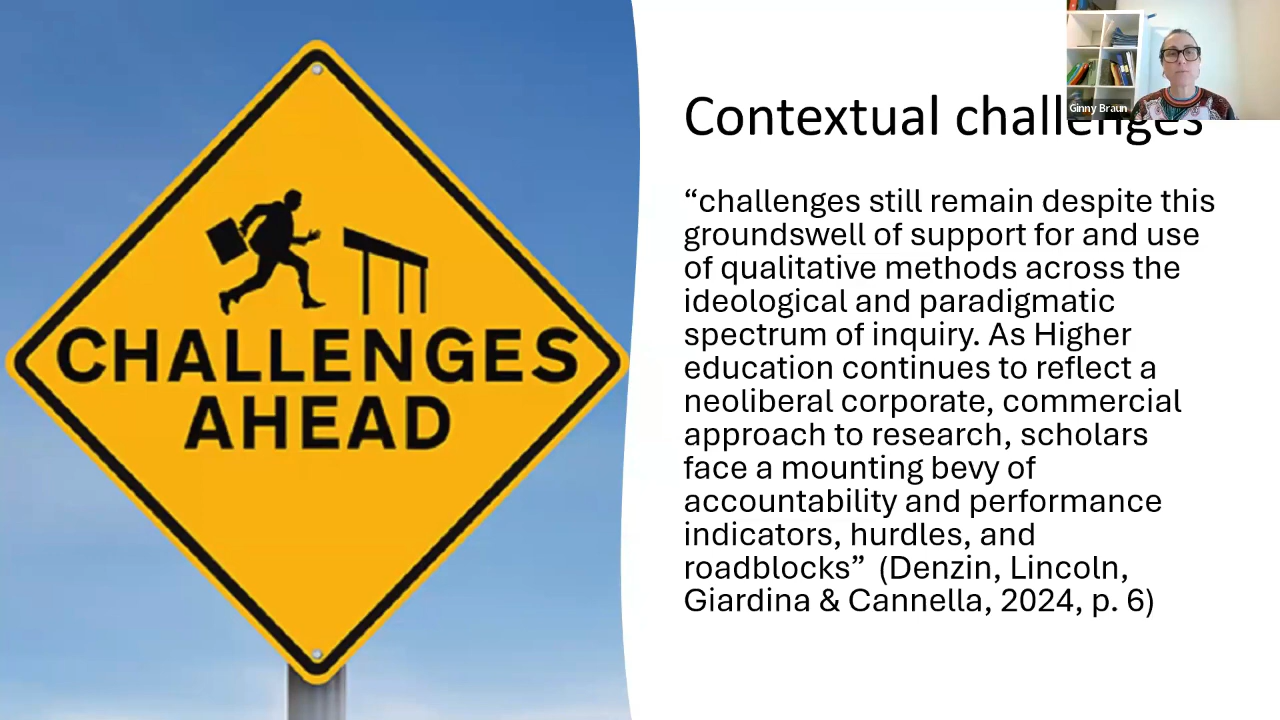 CHALLENGES
AHEAD
Ginny Braun
Contextual challenges
“challenges still remain despite this
groundswell of support for and use
of qualitative methods across the
ideological and paradigmatic
spectrum of inquiry. As Higher
education continues to reflect a
neoliberal corporate, commercial
approach to research, scholars
face a mounting bevy of
accountability and performance
indicators, hurdles, and
roadblocks” (Denzin, Lincoln,
Giardina & Cannella, 2024, p. 6)